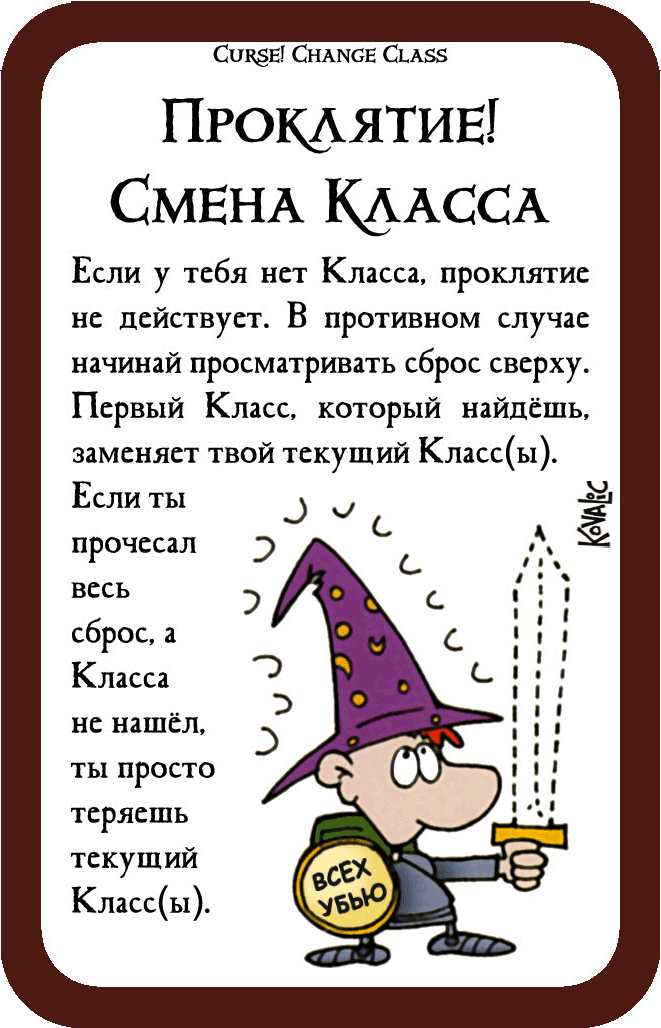 Curse! Change Class
Проклятие!
Смена Класса
Если у тебя нет Класса, проклятие
не действует. В противном случае
начинай просматривать сброс сверху.
Первый Класс, который найдёшь,
заменяет твой текущий Класс(ы).
Если ты
прочесал
весь
сброс, а
Класса
не нашёл,
ты просто
теряешь
текущий
Класс(ы).
KOVALIC
ВСЕХ
УБЬЮ